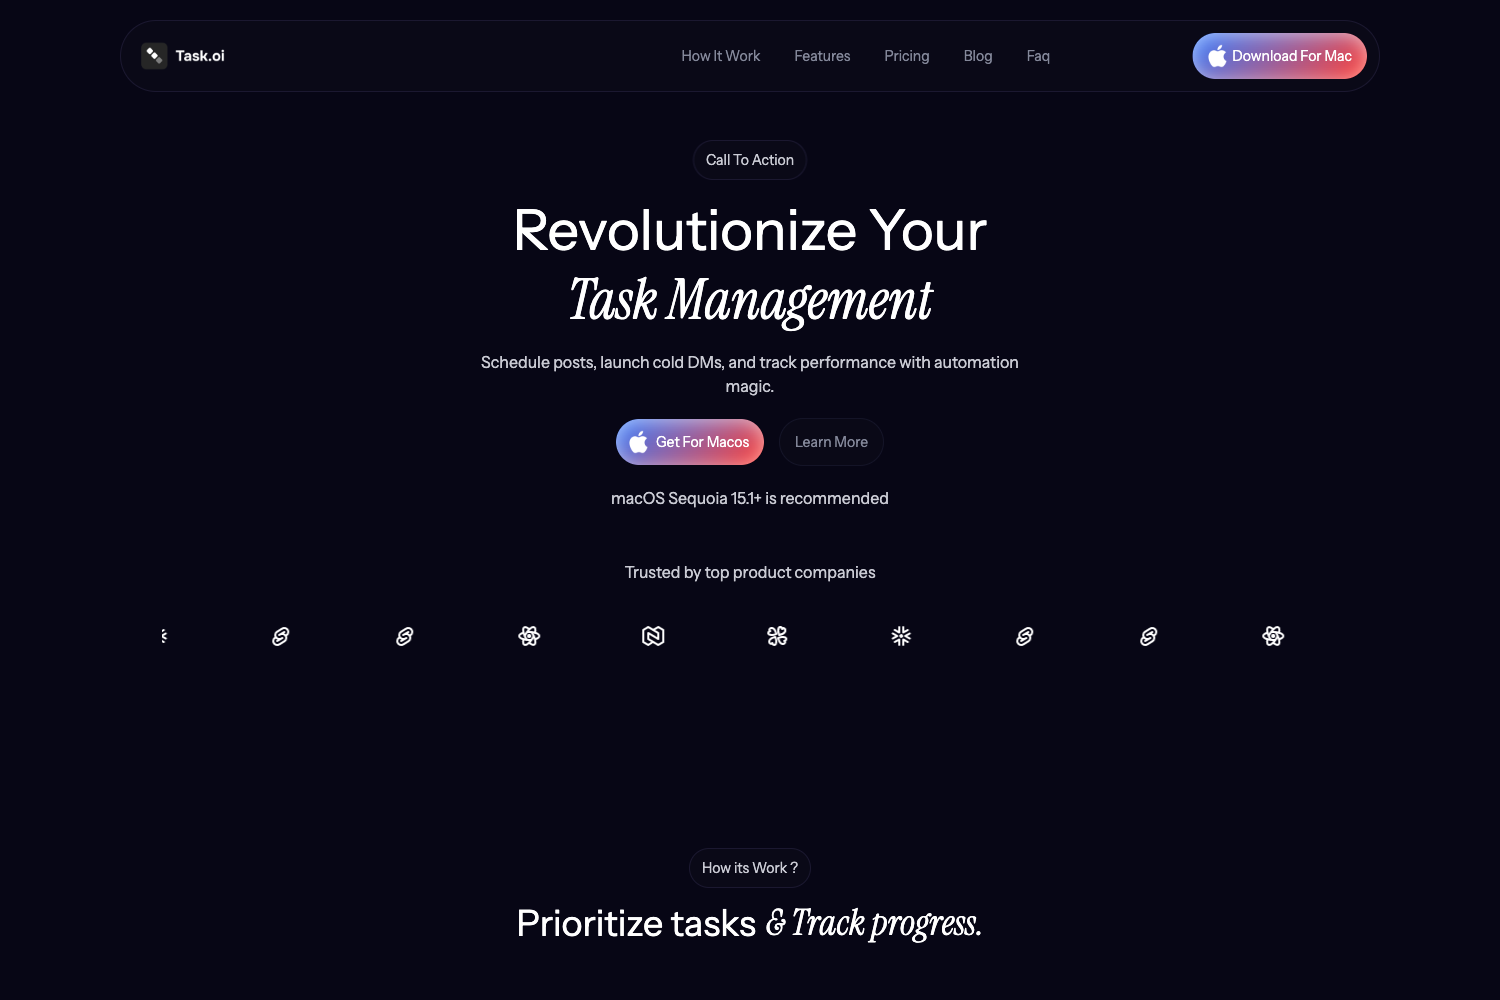 Task.oi
How It Work
Features
Pricing
Blog
Faq
Download For Mac
Call To Action
Revolutionize Your
Task Management
Schedule posts, launch cold DMs, and track performance with automation
magic.
Get For Macos
Learn More
macOS Sequoia 15.1+ is recommended
Trusted by top product companies
How its Work ?
Prioritize tasks & Track progress.